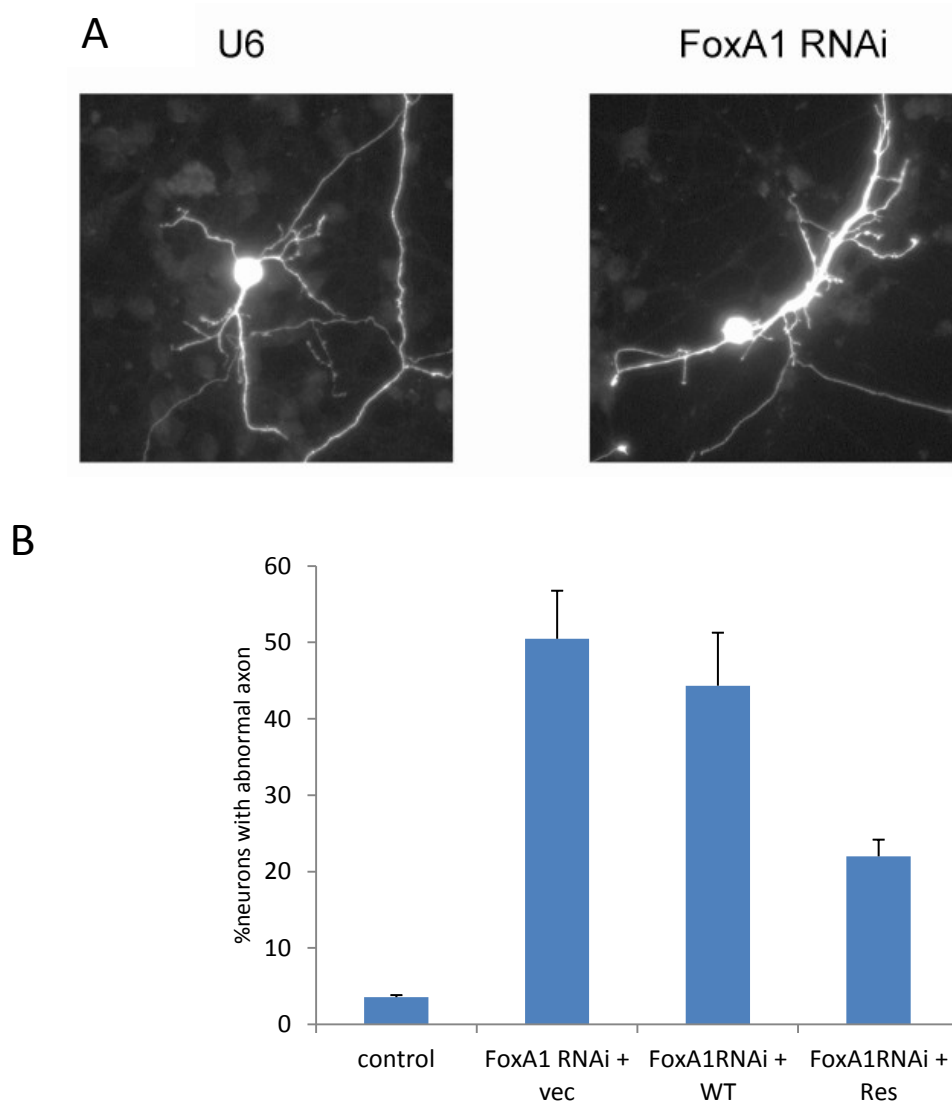 A
U6
FoxA1 RNAi
B
%neurons with abnormal axon
60
50
40
30
20
10
0
control
FoxA1 RNAi +
vec
FoxA1RNAi +
WT
FoxA1RNAi +
Res